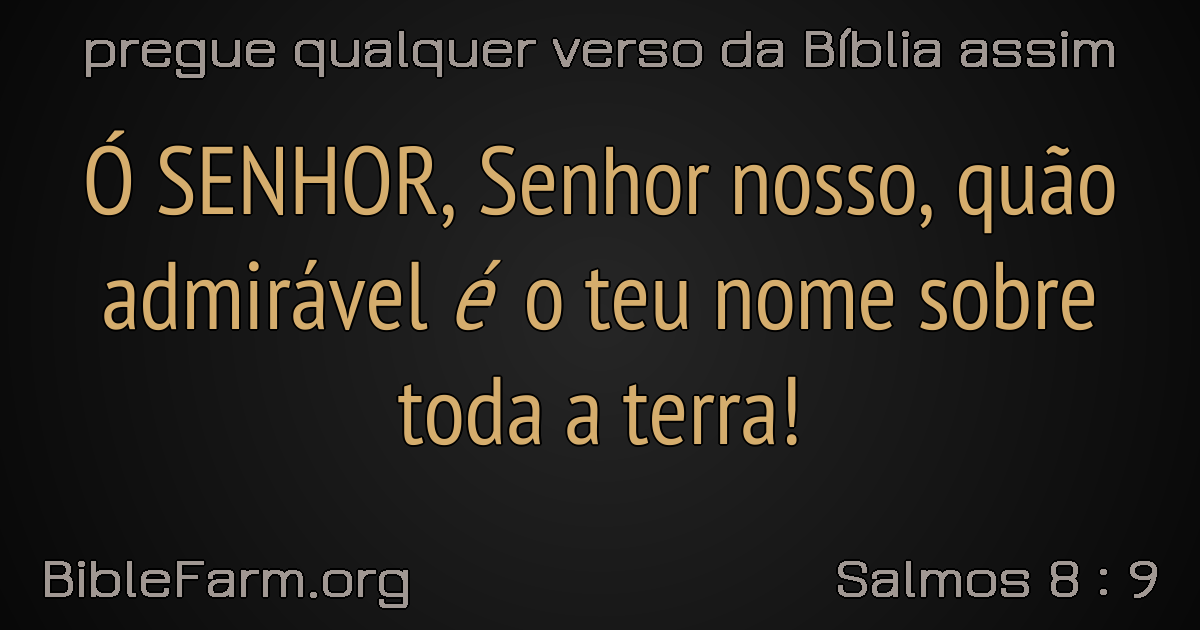 pregue qualquer verso da Bíblia assim
Ó SENHOR, Senhor nosso, quão
admirável é o teu nome sobre
toda a terra!
BibleFarm.org
Salmos 8 : 9